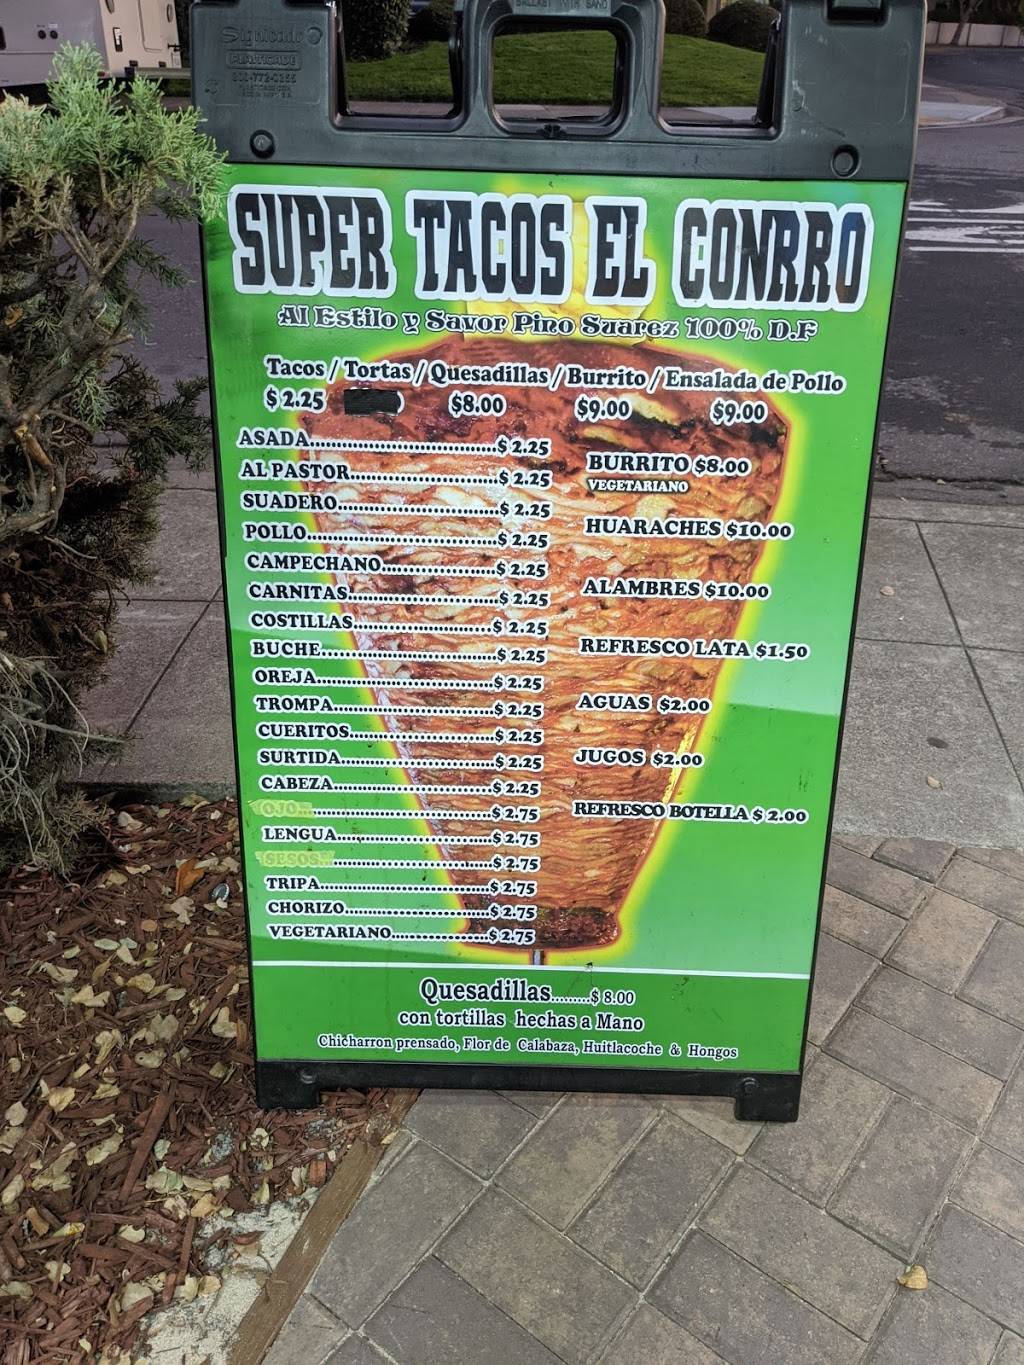 BALLAST WITH SAND
Signicade
PLASTICADE
SUPER TACOS EL CONRRO
Al Estilo y Savor Pino Suarez 100% D.F
Tacos / Tortas / Quesadillas / Burrito / Ensalada de Pollo
$ 2.25 $8.00 $9.00 $9.00
ASADA $ 2.25
AL PASTOR $ 2.25
SUADERO $ 2.25
POLLO $ 2.25
CAMPECHANO $ 2.25
CARNITAS $ 2.25
COSTILLAS $ 2.25
BUCHE $ 2.25
OREJA $ 2.25
TROMPA $ 2.25
CUERITOS $ 2.25
SURTIDA $ 2.25
CABEZA $ 2.25
OJO $ 2.75
LENGUA $ 2.75
SESOS $ 2.75
TRIPA $ 2.75
CHORIZO $ 2.75
VEGETARIANO $ 2.75
BURRITO $8.00
VEGETARIANO
HUARACHES $10.00
ALAMBRES $10.00
REFRESCO LATA $1.50
AGUAS $2.00
JUGOS $2.00
REFRESCO BOTELLA $ 2.00
Quesadillas.........$ 8.00
con tortillas hechas a Mano
Chicharron prensado, Flor de Calabaza, Huitlacoche & Hongos